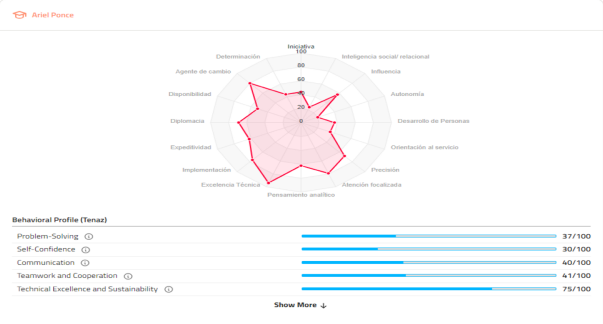 Ariel Ponce
Iniciativa
Determinación
Inteligencia social/ relacional
Agente de cambio
Influencia
Disponibilidad
Autonomía
Diplomacia
Desarrollo de Personas
Expeditividad
Orientación al servicio
Implementación
Precisión
Excelencia Técnica
Atención focalizada
Pensamiento analítico
100
80
60
40
20
0
Behavioral Profile (Tenaz)
Problem-Solving 37/100
Self-Confidence 30/100
Communication 40/100
Teamwork and Cooperation 41/100
Technical Excellence and Sustainability 75/100
Show More ↓